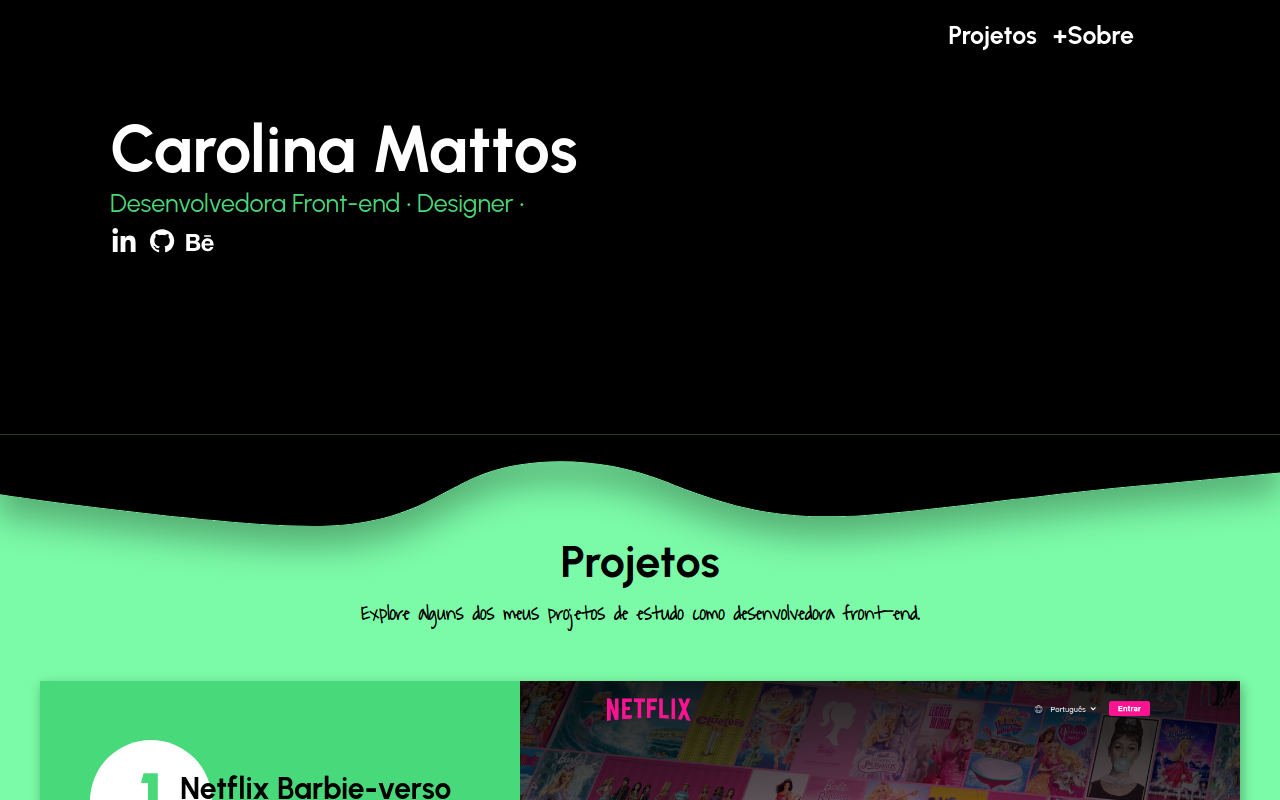 Projetos +Sobre
Carolina Mattos
Desenvolvedora Front-end · Designer ·
in Bē
Projetos
Explore alguns dos meus projetos de estudo como desenvolvedora front-end.
NETFLIX
Português
Entrar
1
Netflix Barbie-verso